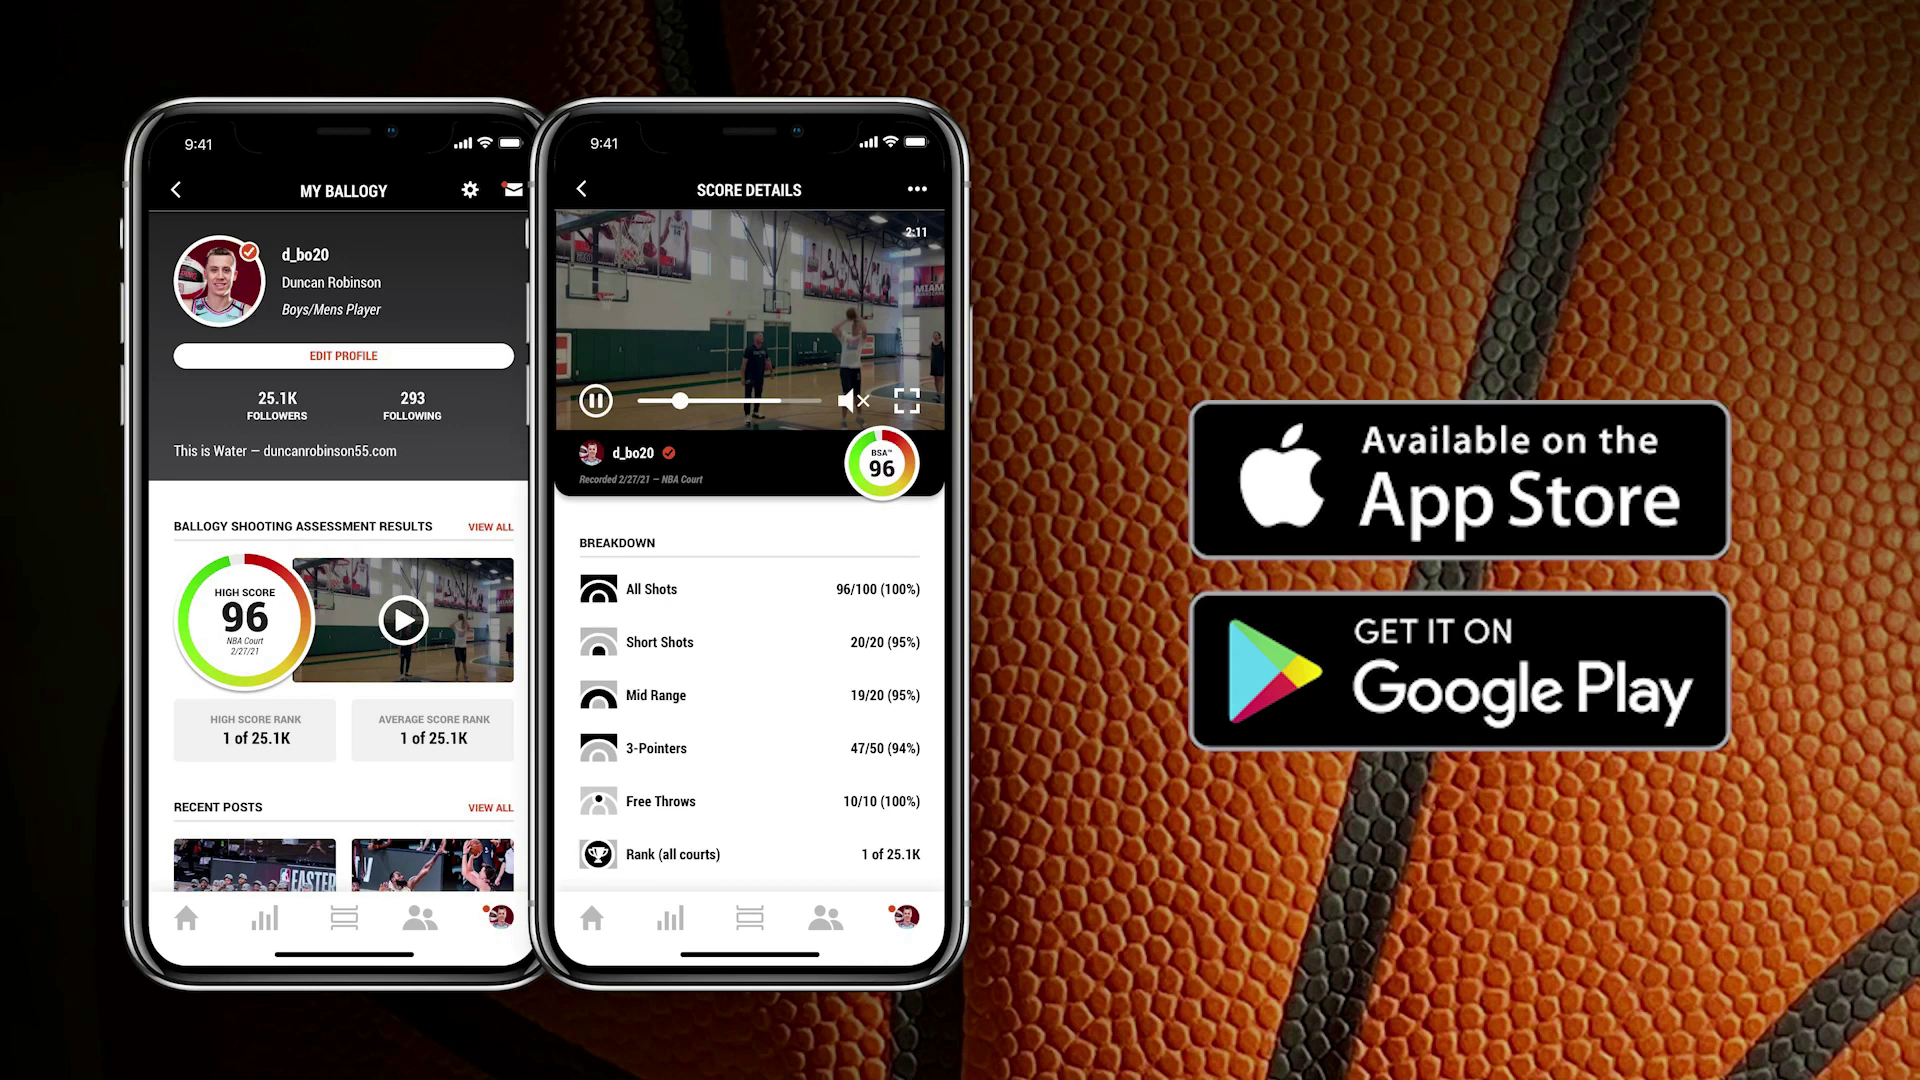 9:41
MY BALLOGY
d_bo20
Duncan Robinson
Boys/Mens Player
EDIT PROFILE
25.1K
FOLLOWERS
293
FOLLOWING
This is Water – duncanrobinson55.com
BALLOGY SHOOTING ASSESSMENT RESULTS
VIEW ALL
HIGH SCORE
96
NBA Court
2/27/21
HIGH SCORE RANK
1 of 25.1K
AVERAGE SCORE RANK
1 of 25.1K
RECENT POSTS
VIEW ALL
9:41
SCORE DETAILS
2:11
MIAMI
d_bo20
Recorded 2/27/21 – NBA Court
BSA™
96
BREAKDOWN
All Shots 96/100 (100%)
Short Shots 20/20 (95%)
Mid Range 19/20 (95%)
3-Pointers 47/50 (94%)
Free Throws 10/10 (100%)
Rank (all courts) 1 of 25.1K
Available on the
App Store
GET IT ON
Google Play